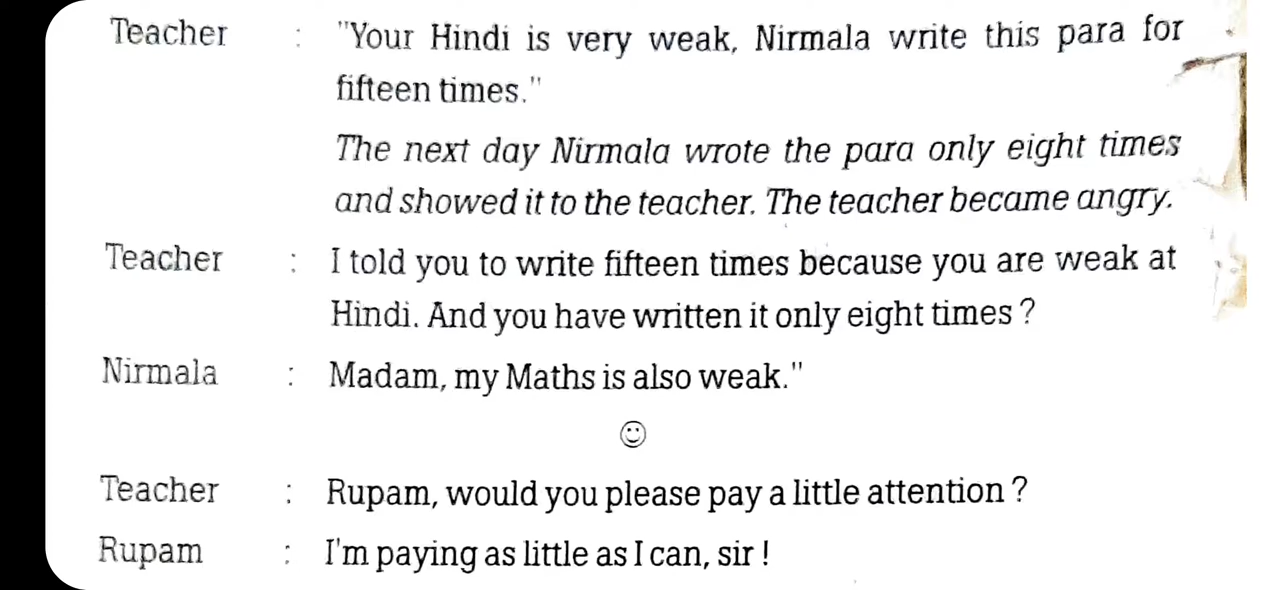 Teacher : "Your Hindi is very weak, Nirmala write this para for
fifteen times."
The next day Nirmala wrote the para only eight times
and showed it to the teacher. The teacher became angry.
Teacher : I told you to write fifteen times because you are weak at
Hindi. And you have written it only eight times ?
Nirmala : Madam, my Maths is also weak."
☺
Teacher : Rupam, would you please pay a little attention ?
Rupam : I'm paying as little as I can, sir !